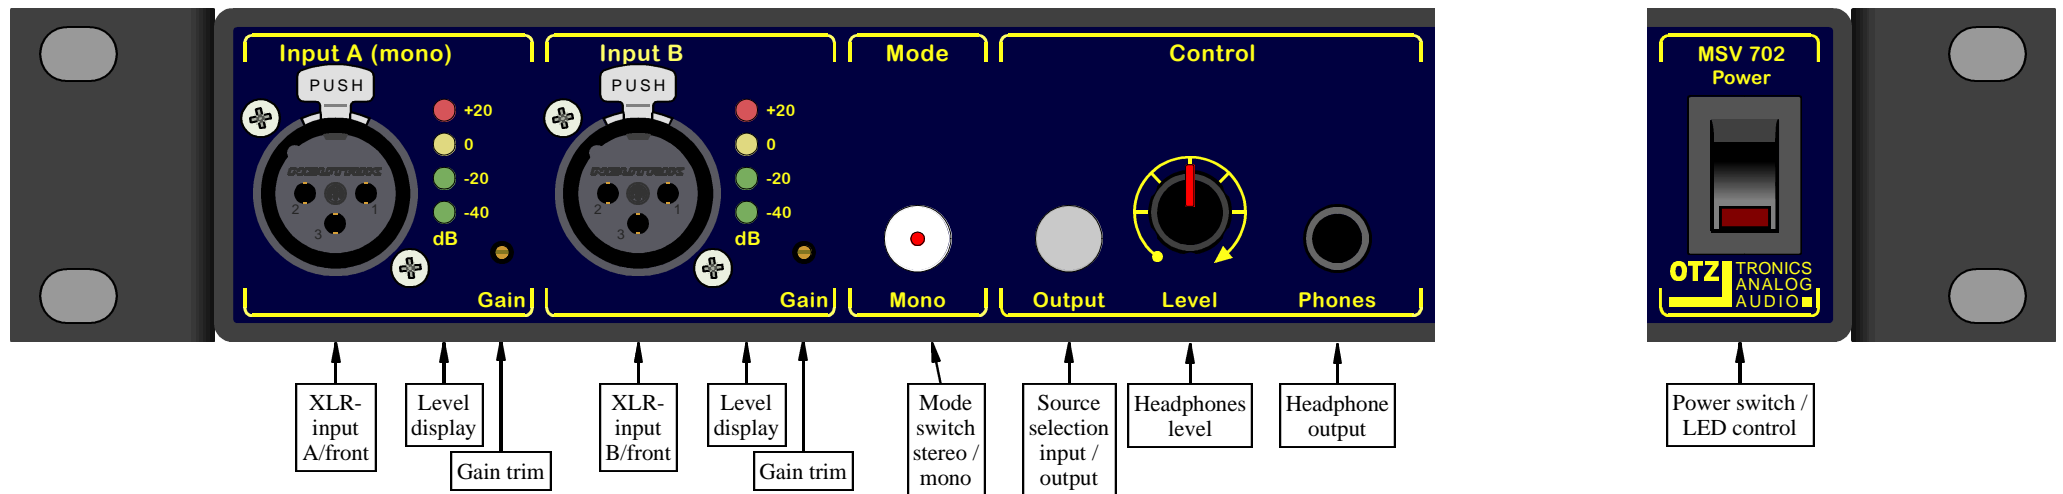 Input A (mono)
PUSH
+20
0
-20
-40
dB
NEUTRIK
2
1
3
Gain
Input B
PUSH
+20
0
-20
-40
dB
NEUTRIK
2
1
3
Gain
Mode
Mono
Control
Output
Level
Phones
MSV 702
Power
OTZ
TRONICS
ANALOG
AUDIO
XLR-
input
A/front
Level
display
Gain trim
XLR-
input
B/front
Level
display
Gain trim
Mode
switch
stereo /
mono
Source
selection
input /
output
Headphones
level
Headphone
output
Power switch /
LED control